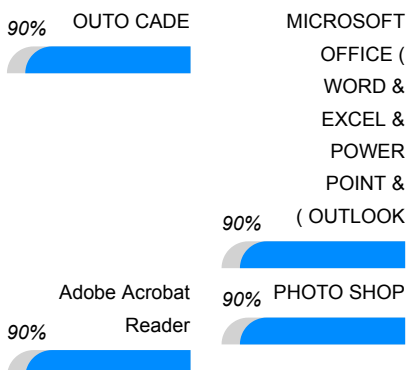 90% OUTO CADE
MICROSOFT
OFFICE (
WORD &
EXCEL &
POWER
POINT &
90% ( OUTLOOK
Adobe Acrobat
90% Reader
90% PHOTO SHOP